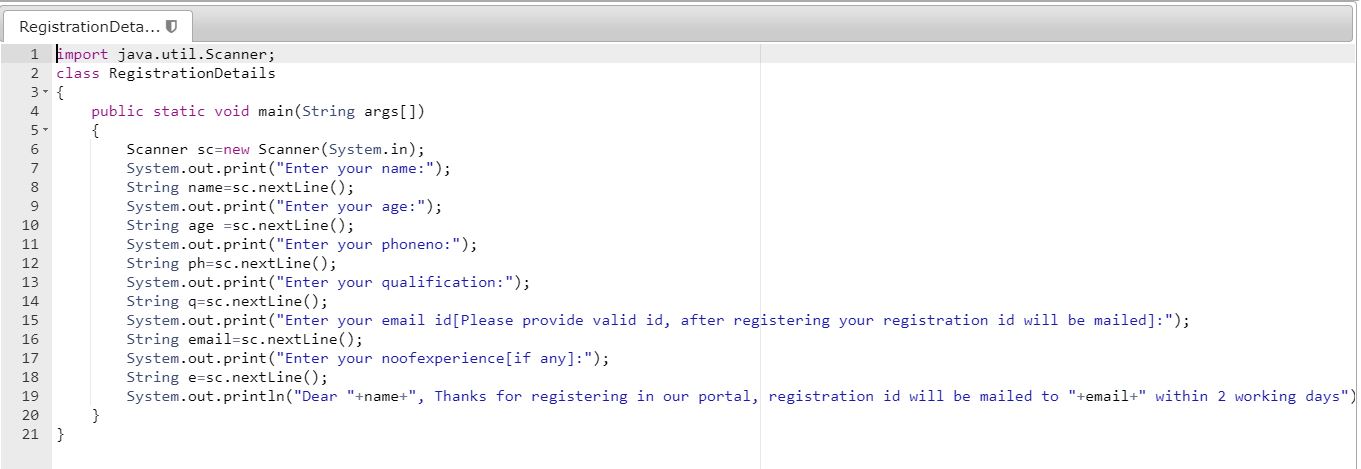 RegistrationDeta...
1 import java.util.Scanner;
2 class RegistrationDetails
3 {
4     public static void main(String args[])
5     {
6         Scanner sc=new Scanner(System.in);
7         System.out.print("Enter your name:");
8         String name=sc.nextLine();
9         System.out.print("Enter your age:");
10         String age =sc.nextLine();
11         System.out.print("Enter your phoneno:");
12         String ph=sc.nextLine();
13         System.out.print("Enter your qualification:");
14         String q=sc.nextLine();
15         System.out.print("Enter your email id[Please provide valid id, after registering your registration id will be mailed]:");
16         String email=sc.nextLine();
17         System.out.print("Enter your noofexperience[if any]:");
18         String e=sc.nextLine();
19         System.out.println("Dear "+name+", Thanks for registering in our portal, registration id will be mailed to "+email+" within 2 working days")
20     }
21 }